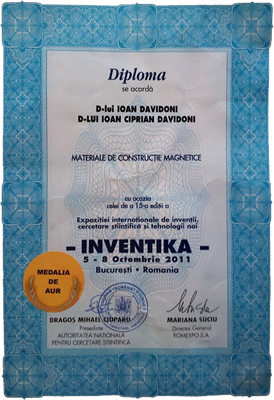 Diploma
se acordă
D-lui IOAN DAVIDONI
D-LUI IOAN CIPRIAN DAVIDONI
MATERIALE DE CONSTRUCȚIE MAGNETICE
cu ocazia
celei de a 15-a ediții a
Expoziției internaționale de invenții,
cercetare științifică și tehnologii noi
- INVENTIKA -
5 - 8 Octombrie 2011
București • Romania
MEDALIA
DE
AUR
DRAGOS MIHAEL CIUPARU
Președinte
AUTORITATEA NAȚIONALĂ
PENTRU CERCETARE ȘTIINȚIFICĂ
MARIANA SUCIU
Director General
ROMEXPO S.A.